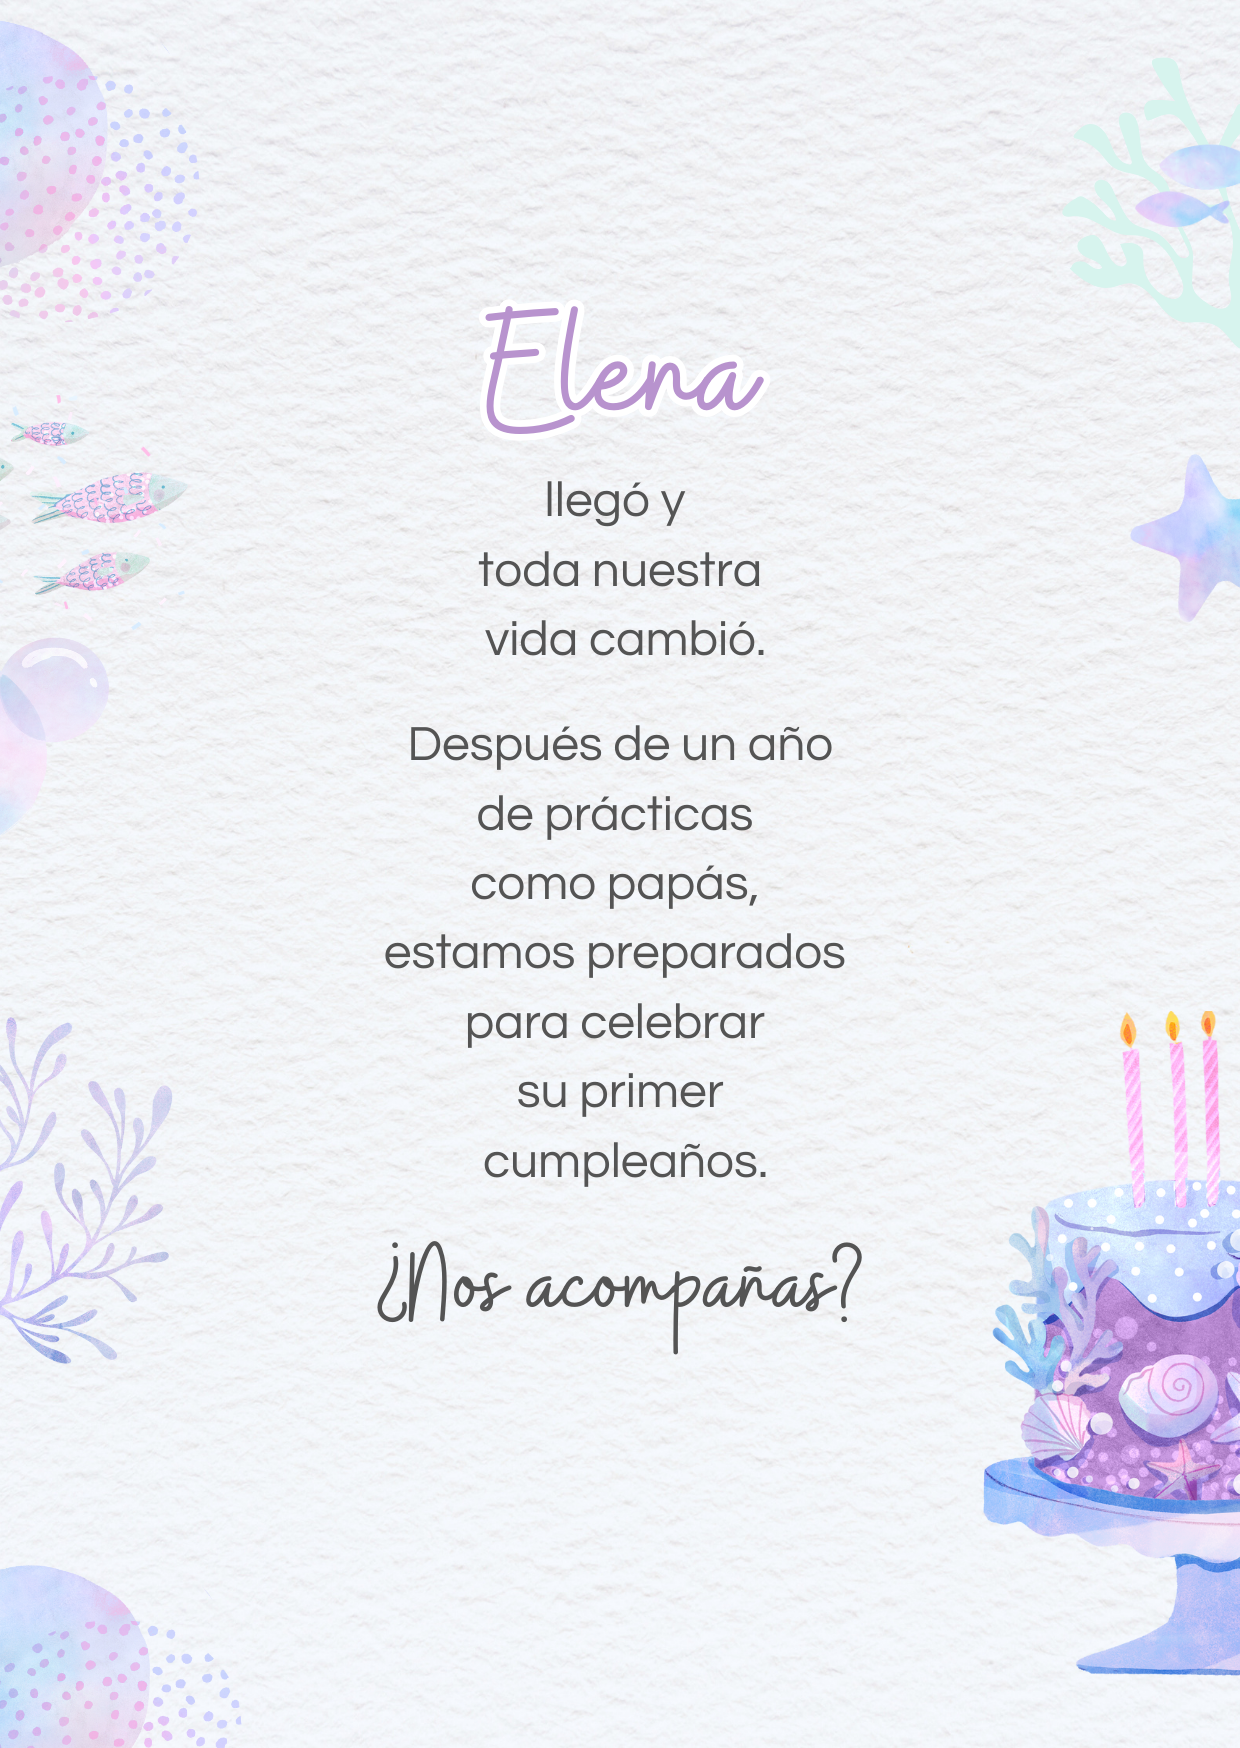 Elena
llegó y
toda nuestra
vida cambió.
Después de un año
de prácticas
como papás,
estamos preparados
para celebrar
su primer
cumpleaños.
¿Nos acompañas?